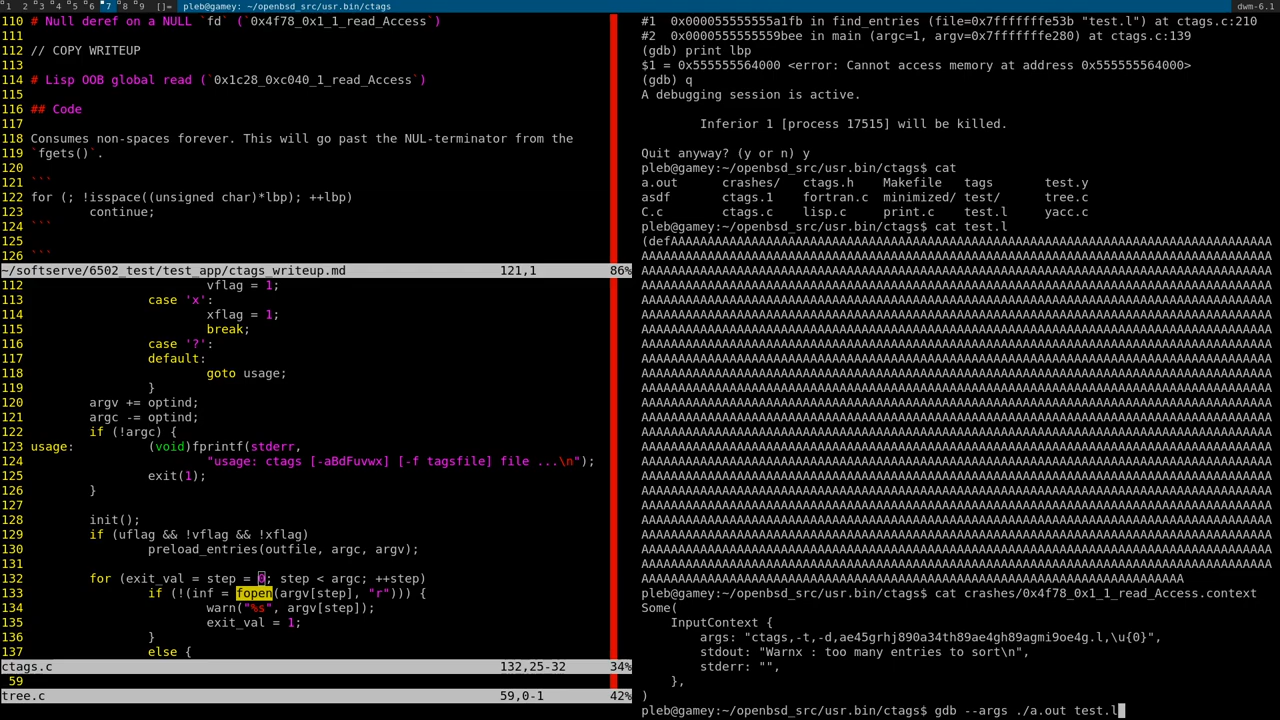 1 2 3 4 5 6 7 8 9 []= pleb@gamey: ~/openbsd_src/usr.bin/ctags dwm-6.1
110 # Null deref on a NULL `fd` (`0x4f78_0x1_1_read_Access`)
111
112 // COPY WRITEUP
113
114 # Lisp OOB global read (`0x1c28_0xc040_1_read_Access`)
115
116 ## Code
117
118 Consumes non-spaces forever. This will go past the NUL-terminator from the
119 `fgets()`.
120
121 ```
122 for (; !isspace((unsigned char)*lbp); ++lbp)
123         continue;
124 ```
125
126 ```
~/softserve/6502_test/test_app/ctags_writeup.md 121,1 86%
112                         vflag = 1;
113                 case 'x':
114                         xflag = 1;
115                         break;
116                 case '?':
117                 default:
118                         goto usage;
119                 }
120         argv += optind;
121         argc -= optind;
122         if (!argc) {
123 usage:          (void)fprintf(stderr,
124                         "usage: ctags [-aBdFuvwx] [-f tagsfile] file ...\n");
125                 exit(1);
126         }
127
128         init();
129         if (uflag && !vflag && !xflag)
130                 preload_entries(outfile, argc, argv);
131
132         for (exit_val = step = 0; step < argc; ++step)
133                 if (!(inf = fopen(argv[step], "r"))) {
134                         warn("%s", argv[step]);
135                         exit_val = 1;
136                 }
137                 else {
ctags.c 132,25-32 34%
59
tree.c 59,0-1 42%
#1  0x000055555555a1fb in find_entries (file=0x7fffffffe53b "test.l") at ctags.c:210
#2  0x0000555555559bee in main (argc=1, argv=0x7fffffffe280) at ctags.c:139
(gdb) print lbp
$1 = 0x555555564000 <error: Cannot access memory at address 0x555555564000>
(gdb) q
A debugging session is active.
        Inferior 1 [process 17515] will be killed.
Quit anyway? (y or n) y
pleb@gamey:~/openbsd_src/usr.bin/ctags$ cat
a.out      crashes/   ctags.h    Makefile   tags       test.y
asdf       ctags.1    fortran.c  minimized/ test/      tree.c
C.c        ctags.c    lisp.c     print.c    test.l     yacc.c
pleb@gamey:~/openbsd_src/usr.bin/ctags$ cat test.l
pleb@gamey:~/openbsd_src/usr.bin/ctags$ cat crashes/0x4f78_0x1_1_read_Access.context
Some(
    InputContext {
        args: "ctags,-t,-d,ae45grhj890a34th89ae4gh89agmi9oe4g.l,\u{0}",
        stdout: "Warnx : too many entries to sort\n",
        stderr: "",
    },
)
pleb@gamey:~/openbsd_src/usr.bin/ctags$ gdb --args ./a.out test.l